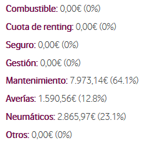 Combustible: 0,00€ (0%)
Cuota de renting: 0,00€ (0%)
Seguro: 0,00€ (0%)
Gestión: 0,00€ (0%)
Mantenimiento: 7.973,14€ (64.1%)
Averías: 1.590,56€ (12.8%)
Neumáticos: 2.865,97€ (23.1%)
Otros: 0,00€ (0%)